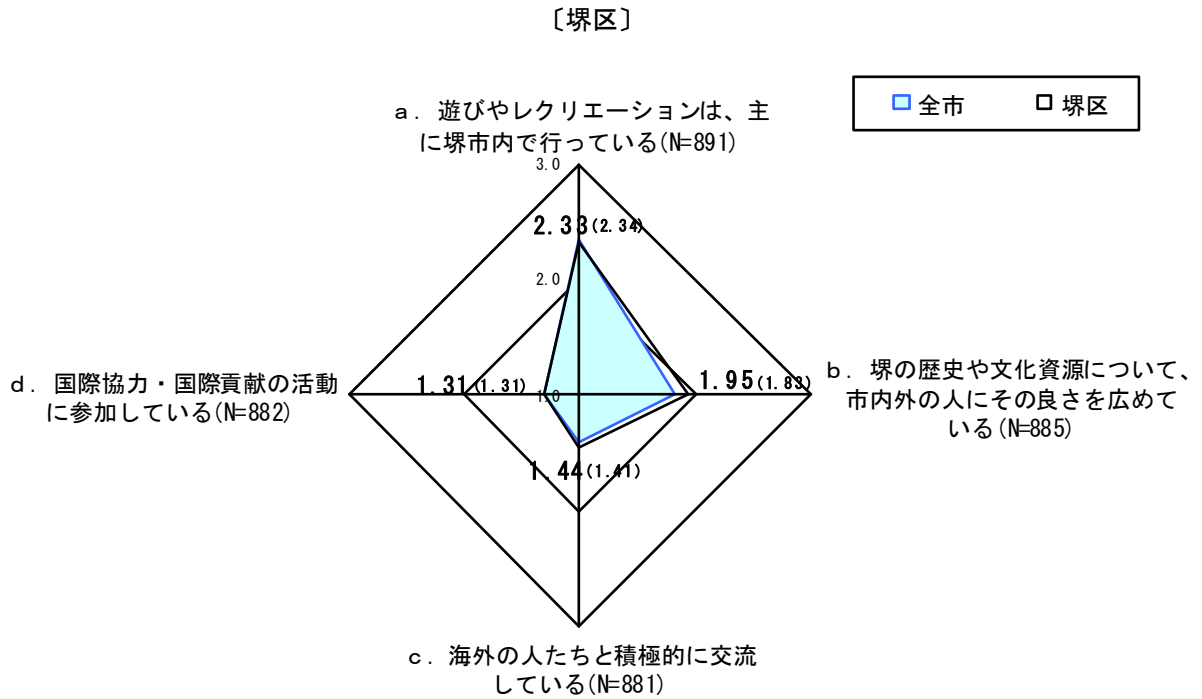 〔堺区〕
全市 堺区
a．遊びやレクリエーションは、主
に堺市内で行っている(N=891)
3.0
2.33(2.34)
2.0
d．国際協力・国際貢献の活動
に参加している(N=882)
1.31(1.31)
1.0
1.95(1.83)
b．堺の歴史や文化資源について、
市内外の人にその良さを広めて
いる(N=885)
1.44(1.41)
c．海外の人たちと積極的に交流
している(N=881)